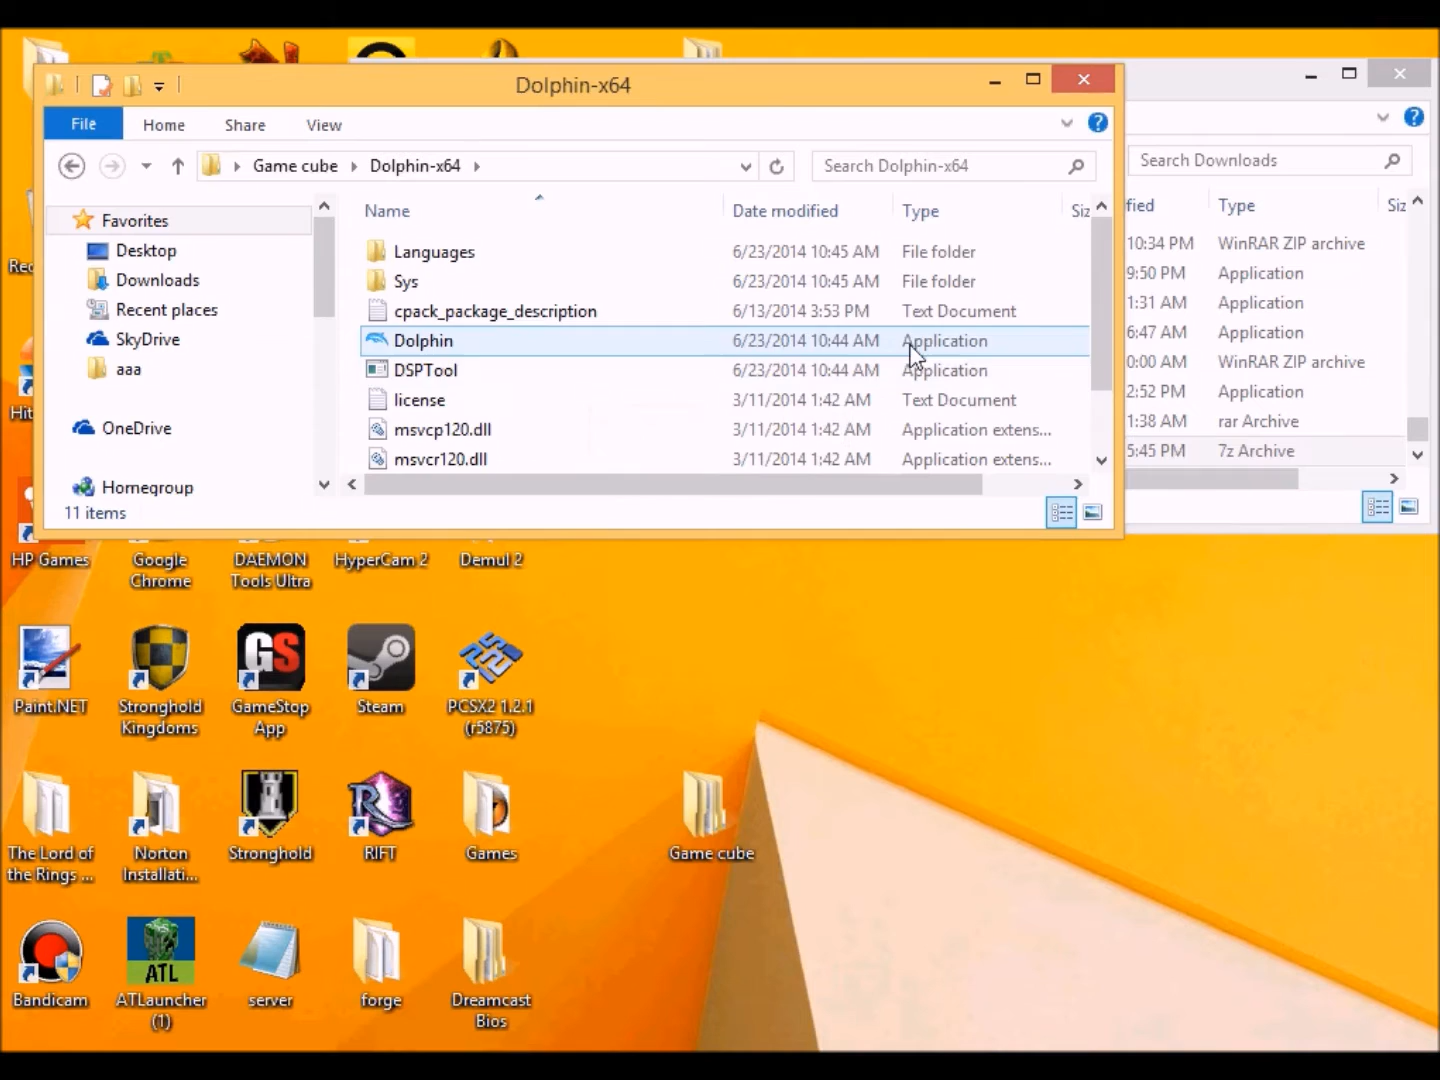 Dolphin-x64
File
Home
Share
View
Game cube
Dolphin-x64
Search Dolphin-x64
Search Downloads
Favorites
Desktop
Downloads
Recent places
SkyDrive
aaa
OneDrive
Homegroup
Name
Date modified
Type
Siz
Languages
6/23/2014 10:45 AM
File folder
Sys
6/23/2014 10:45 AM
File folder
cpack_package_description
6/13/2014 3:53 PM
Text Document
Dolphin
6/23/2014 10:44 AM
Application
DSPTool
6/23/2014 10:44 AM
Application
license
3/11/2014 1:42 AM
Text Document
msvcp120.dll
3/11/2014 1:42 AM
Application extens...
msvcr120.dll
3/11/2014 1:42 AM
Application extens...
11 items
fied
Type
Siz
10:34 PM
WinRAR ZIP archive
9:50 PM
Application
1:31 AM
Application
6:47 AM
Application
0:00 AM
WinRAR ZIP archive
2:52 PM
Application
1:38 AM
rar Archive
5:45 PM
7z Archive
Rec
Hit
HP Games
Google
Chrome
DAEMON
Tools Ultra
HyperCam 2
Demul 2
Paint.NET
Stronghold
Kingdoms
GS
GameStop
App
Steam
PCSX2 1.2.1
(r5875)
The Lord of
the Rings ...
Norton
Installati...
Stronghold
RIFT
Games
Game cube
Bandicam
ATL
ATLauncher
(1)
server
forge
Dreamcast
Bios